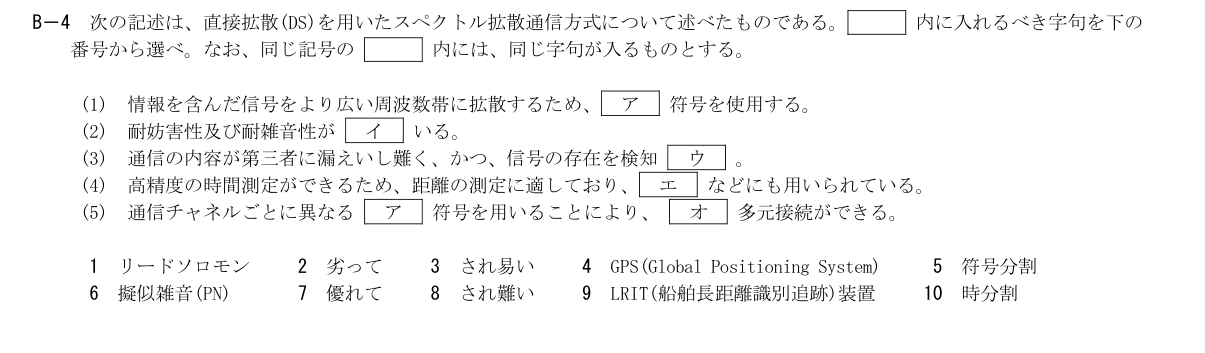 B-4 次の記述は、直接拡散(DS)を用いたスペクトル拡散通信方式について述べたものである。 内に入れるべき字句を下の
番号から選べ。なお、同じ記号の 内には、同じ字句が入るものとする。
(1) 情報を含んだ信号をより広い周波数帯に拡散するため、 ア 符号を使用する。
(2) 耐妨害性及び耐雑音性が イ いる。
(3) 通信の内容が第三者に漏えいし難く、かつ、信号の存在を検知 ウ 。
(4) 高精度の時間測定ができるため、距離の測定に適しており、 エ などにも用いられている。
(5) 通信チャネルごとに異なる ア 符号を用いることにより、 オ 多元接続ができる。
1 リードソロモン 2 劣って 3 され易い 4 GPS(Global Positioning System) 5 符号分割
6 擬似雑音(PN) 7 優れて 8 され難い 9 LRIT(船舶長距離識別追跡)装置 10 時分割